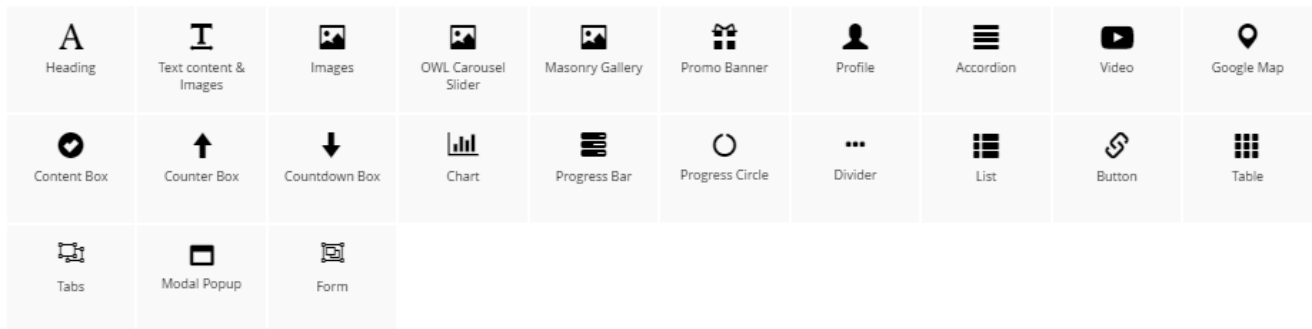 Heading
Text content &
Images
Images
OWL Carousel
Slider
Masonry Gallery
Promo Banner
Profile
Accordion
Video
Google Map
Content Box
Counter Box
Countdown Box
Chart
Progress Bar
Progress Circle
Divider
List
Button
Table
Tabs
Modal Popup
Form